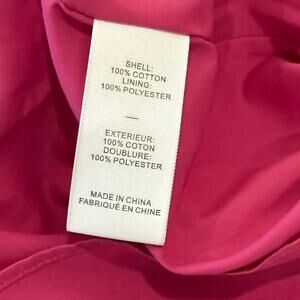 SHELL:
100% COTTON
LINING:
100% POLYESTER
—
EXTERIEUR:
100% COTON
DOUBLURE:
100% POLYESTER
MADE IN CHINA
FABRIQUÉ EN CHINE